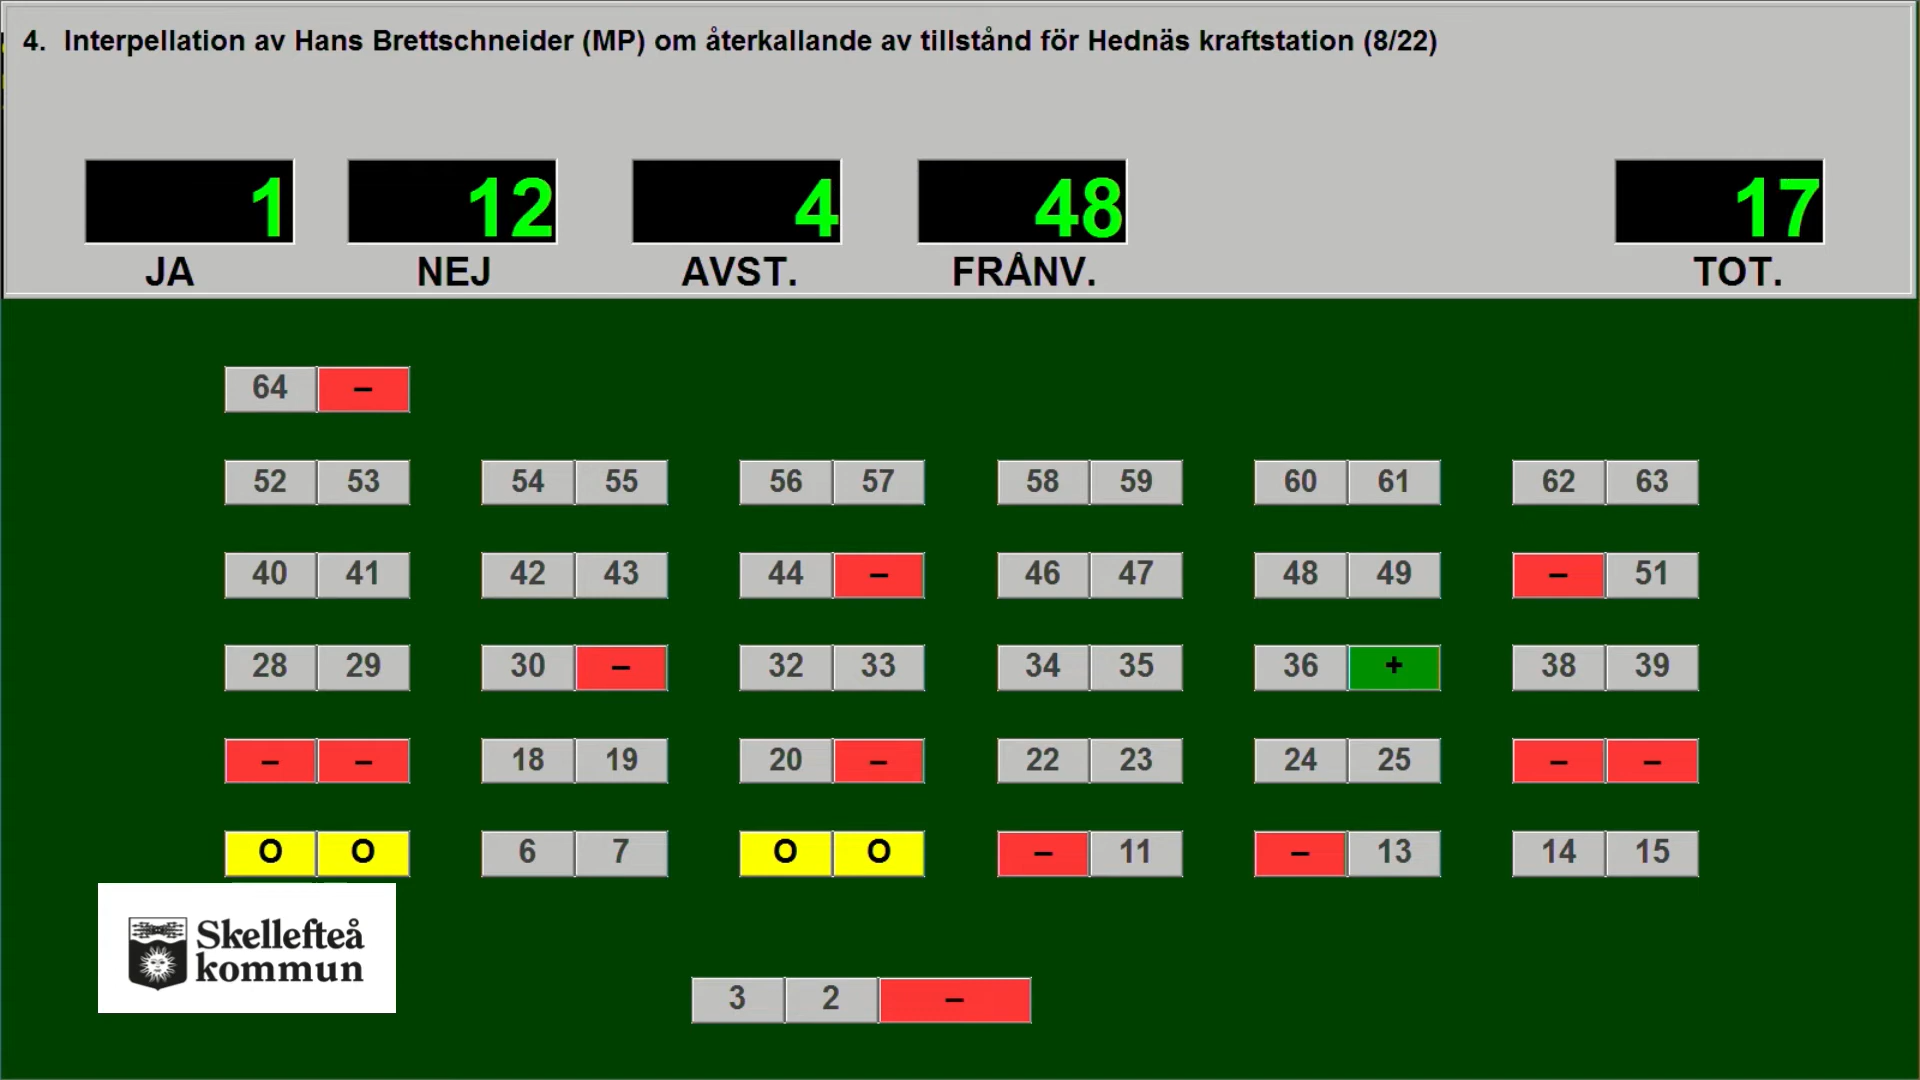 4. Interpellation av Hans Brettschneider (MP) om återkallande av tillstånd för Hednäs kraftstation (8/22)
1 12 4 48 17
JA NEJ AVST. FRÅNV. TOT.
64 –
52 53 54 55 56 57 58 59 60 61 62 63
40 41 42 43 44 – 46 47 48 49 – 51
28 29 30 – 32 33 34 35 36 + 38 39
– – 18 19 20 – 22 23 24 25 – –
O O 6 7 O O – 11 – 13 14 15
Skellefteå
kommun
3 2 –